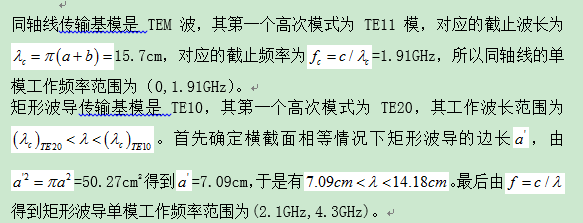 同轴线传输基模是 TEM 波，其第一个高次模式为 TE11 模，对应的截止波长为
λc = π(a+b) =15.7cm，对应的截止频率为 fc = c / λc =1.91GHz，所以同轴线的单
模工作频率范围为（0,1.91GHz）。
矩形波导传输基模是 TE10，其第一个高次模式为 TE20，其工作波长范围为
(λc)TE20 < λ < (λc)TE10 。首先确定横截面相等情况下矩形波导的边长 a'，由
a'² = πa² =50.27cm²得到 a' =7.09cm，于是有 7.09cm < λ < 14.18cm。最后由 f = c / λ
得到矩形波导单模工作频率范围为(2.1GHz,4.3GHz)。